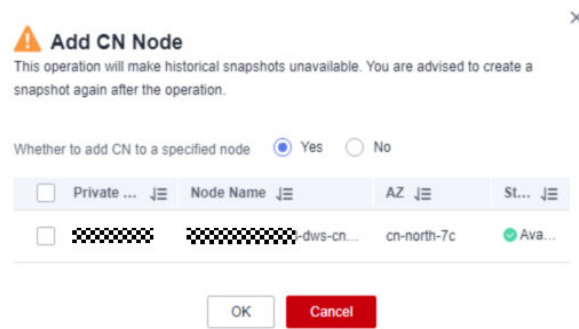 Add CN Node
This operation will make historical snapshots unavailable. You are advised to create a
snapshot again after the operation.
Whether to add CN to a specified node Yes No
Private ... Node Name AZ St...
-dws-cn... cn-north-7c Ava...
OK Cancel